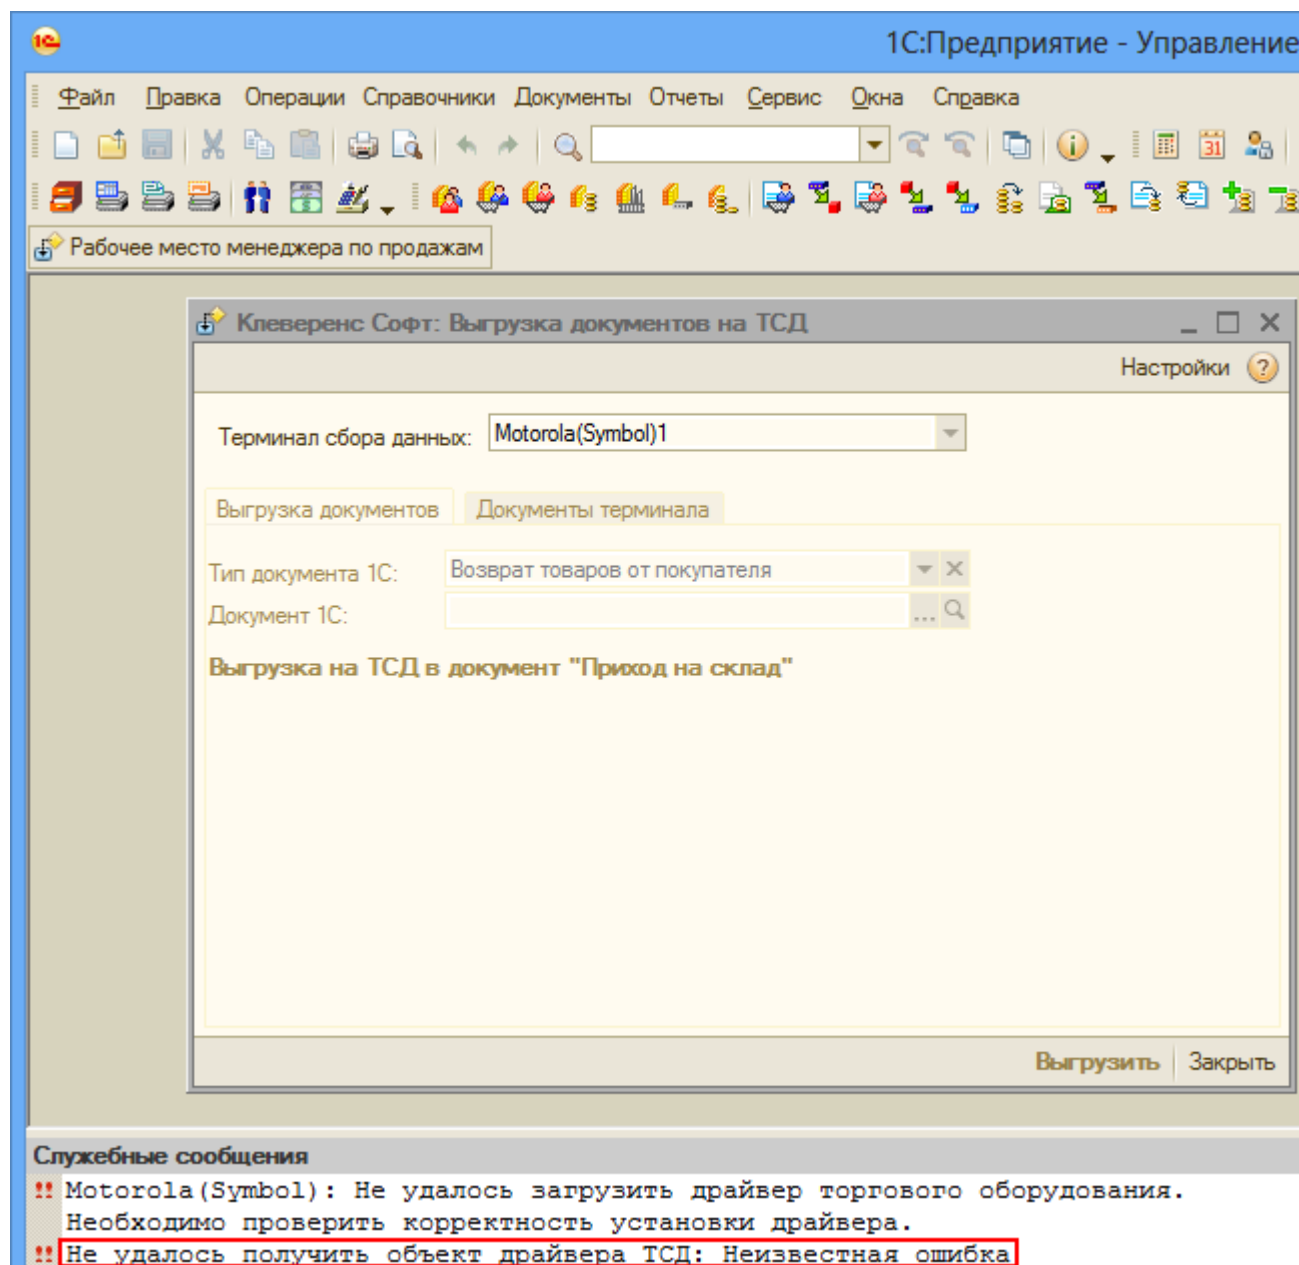 1С:Предприятие - Управление
Файл Правка Операции Справочники Документы Отчеты Сервис Окна Справка
31
Рабочее место менеджера по продажам
Клеверенс Софт: Выгрузка документов на ТСД
Настройки
Терминал сбора данных: Motorola(Symbol)1
Выгрузка документов Документы терминала
Тип документа 1С: Возврат товаров от покупателя
Документ 1С: ...
Выгрузка на ТСД в документ "Приход на склад"
Выгрузить Закрыть
Служебные сообщения
!! Motorola(Symbol): Не удалось загрузить драйвер торгового оборудования.
Необходимо проверить корректность установки драйвера.
!! Не удалось получить объект драйвера ТСД: Неизвестная ошибка